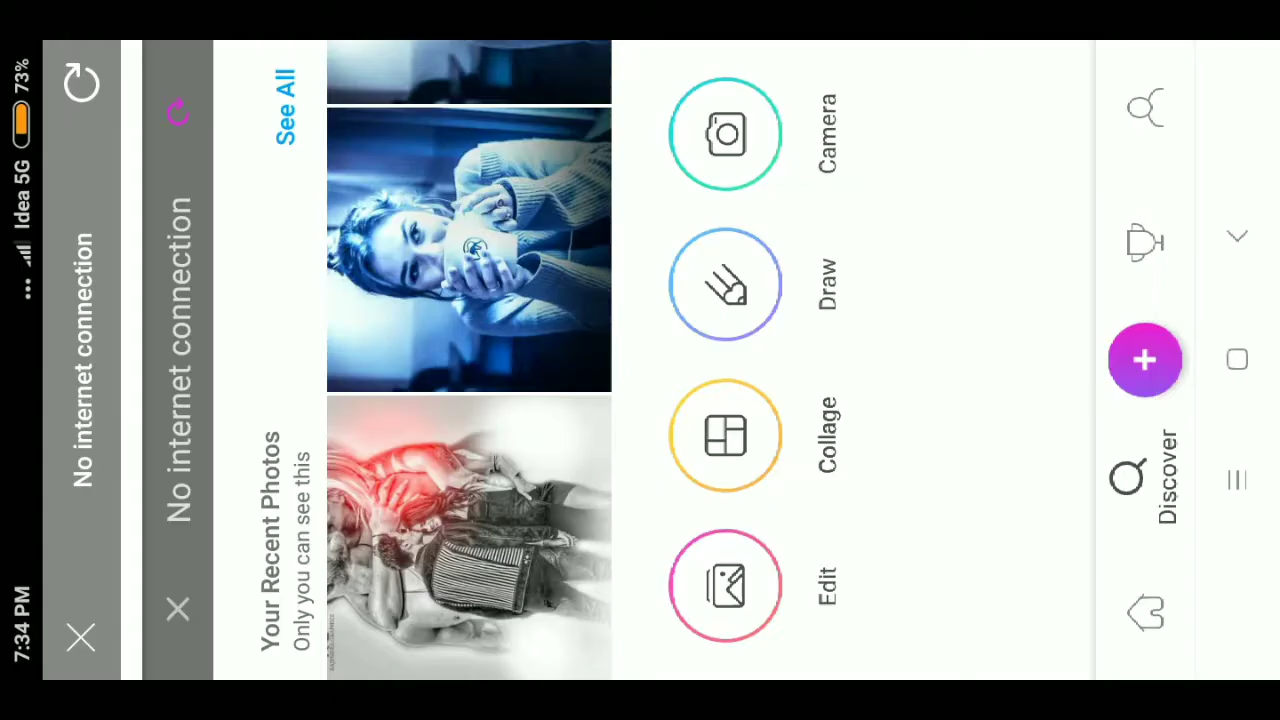 7:34 PM
... Idea 5G 73%
No internet connection
No internet connection
Your Recent Photos
See All
Only you can see this
Edit
Collage
Draw
Camera
+
Discover